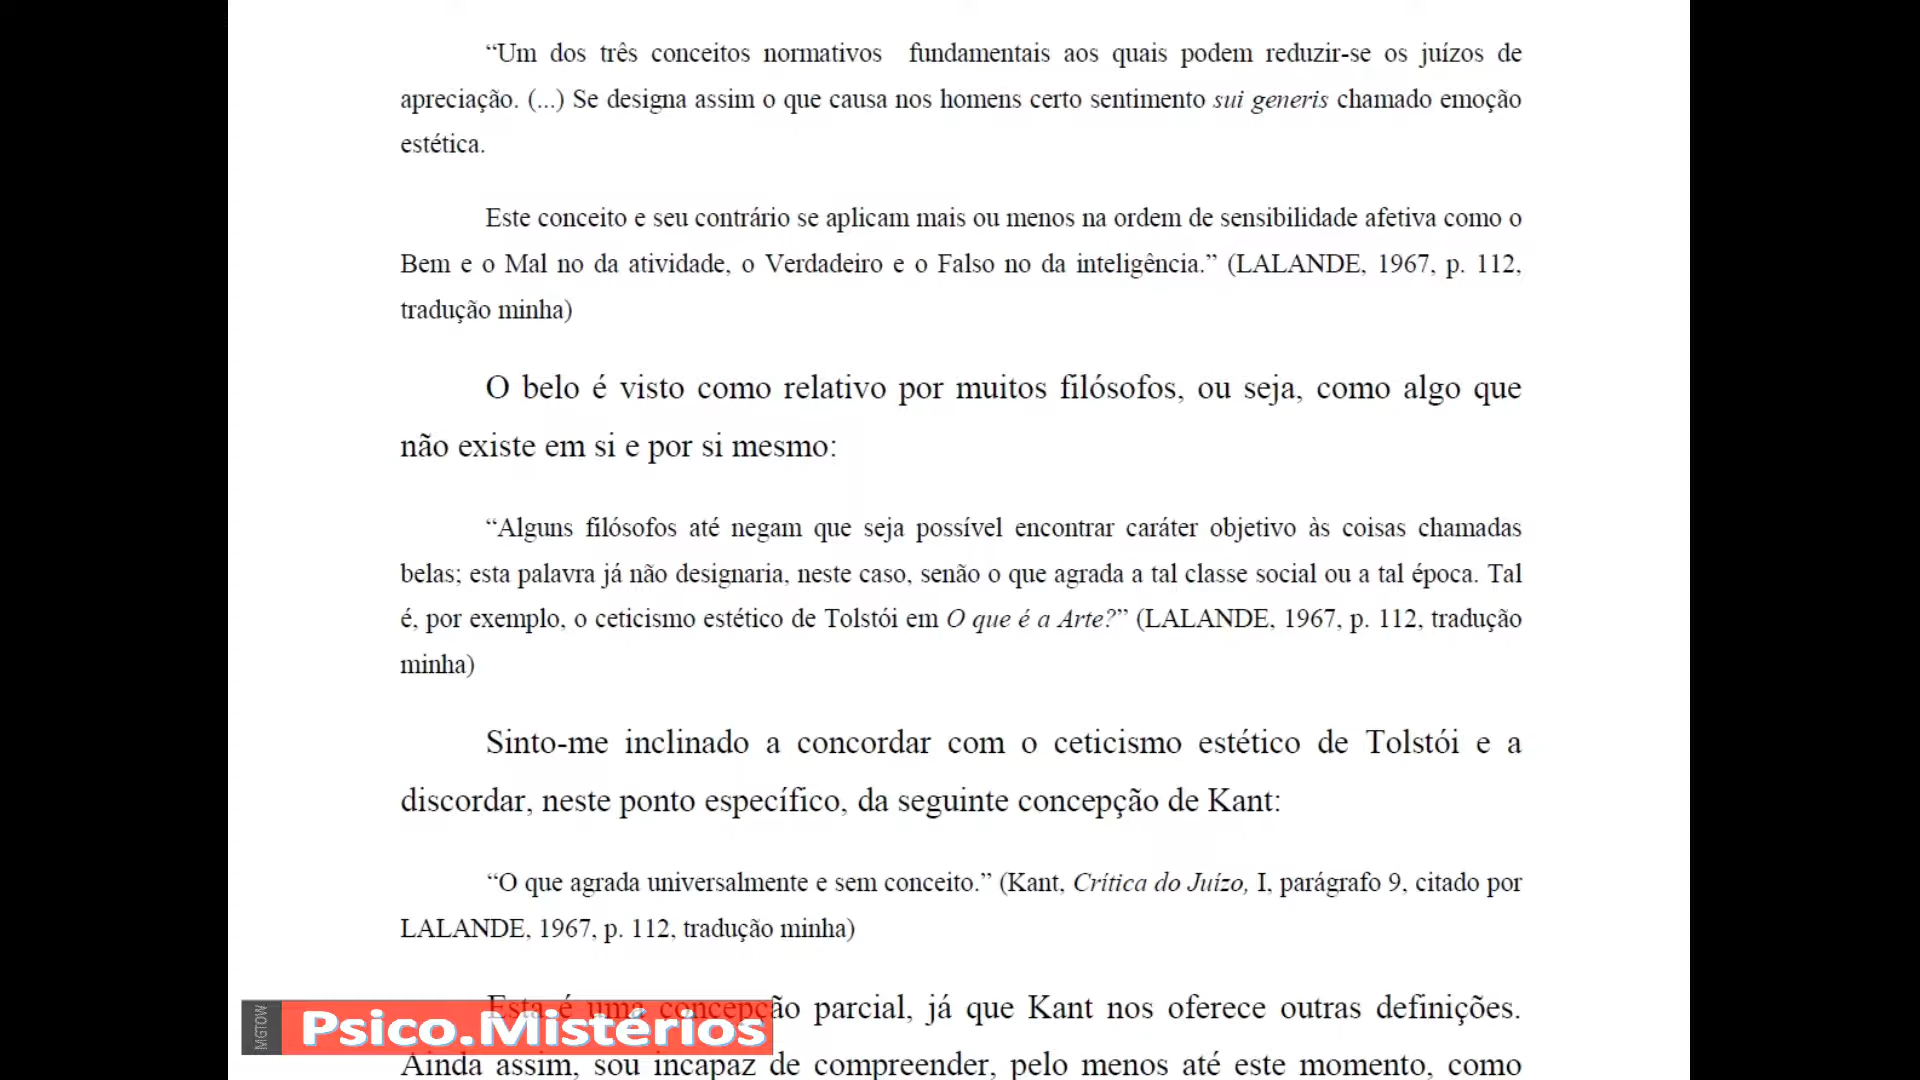 “Um dos três conceitos normativos fundamentais aos quais podem reduzir-se os juízos de
apreciação. (...) Se designa assim o que causa nos homens certo sentimento sui generis chamado emoção
estética.
Este conceito e seu contrário se aplicam mais ou menos na ordem de sensibilidade afetiva como o
Bem e o Mal no da atividade, o Verdadeiro e o Falso no da inteligência.” (LALANDE, 1967, p. 112,
tradução minha)
O belo é visto como relativo por muitos filósofos, ou seja, como algo que
não existe em si e por si mesmo:
“Alguns filósofos até negam que seja possível encontrar caráter objetivo às coisas chamadas
belas; esta palavra já não designaria, neste caso, senão o que agrada a tal classe social ou a tal época. Tal
é, por exemplo, o ceticismo estético de Tolstói em O que é a Arte?” (LALANDE, 1967, p. 112, tradução
minha)
Sinto-me inclinado a concordar com o ceticismo estético de Tolstói e a
discordar, neste ponto específico, da seguinte concepção de Kant:
“O que agrada universalmente e sem conceito.” (Kant, Crítica do Juízo, I, parágrafo 9, citado por
LALANDE, 1967, p. 112, tradução minha)
Esta é uma concepção parcial, já que Kant nos oferece outras definições.
Ainda assim, sou incapaz de compreender, pelo menos até este momento, como
MGTOW
Psico.Mistérios